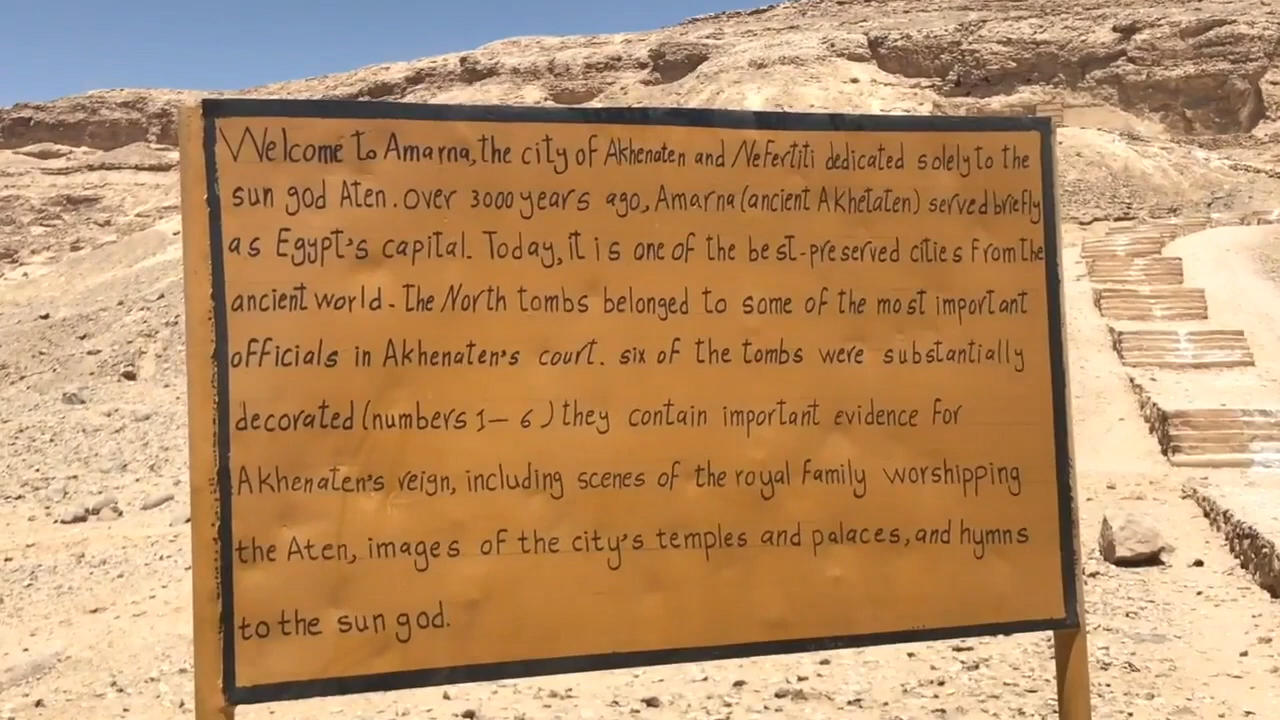 Welcome to Amarna, the city of Akhenaten and Nefertiti dedicated solely to the
sun god Aten. over 3000 years ago, Amarna (ancient Akhetaten) served briefly
as Egypt's capital. Today, it is one of the best-preserved cities from the
ancient world - The North tombs belonged to some of the most important
officials in Akhenaten's court. six of the tombs were substantially
decorated (numbers 1— 6) they contain important evidence for
Akhenaten's reign, including scenes of the royal family worshipping
the Aten, images of the city's temples and palaces, and hymns
to the sun god.